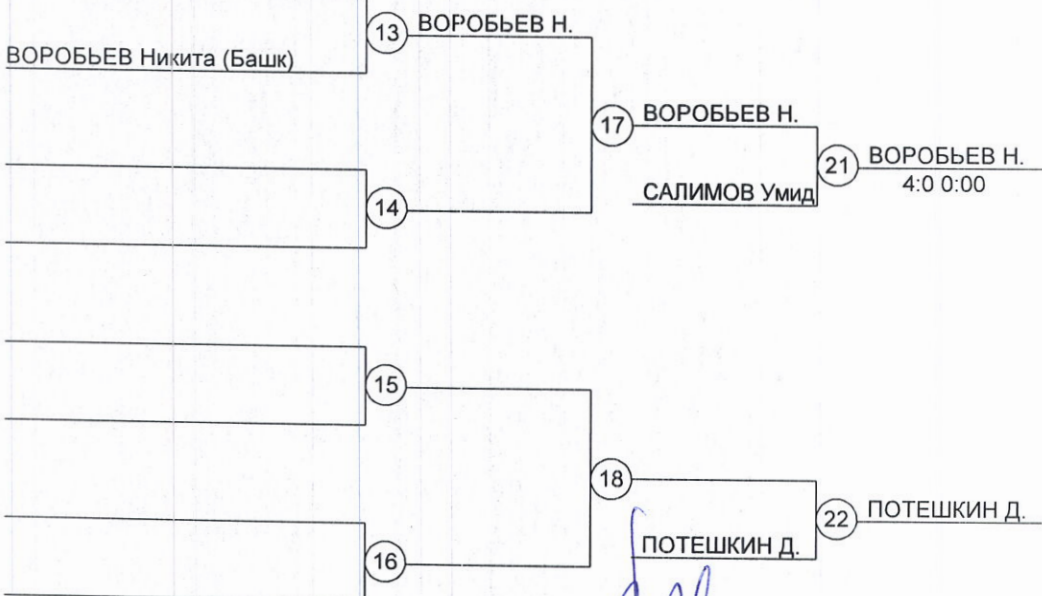 13 ВОРОБЬЕВ Н.
ВОРОБЬЕВ Никита (Башк)
17 ВОРОБЬЕВ Н.
21 ВОРОБЬЕВ Н.
4:0 0:00
САЛИМОВ Умид
14
15
18
22 ПОТЕШКИН Д.
ПОТЕШКИН Д.
16